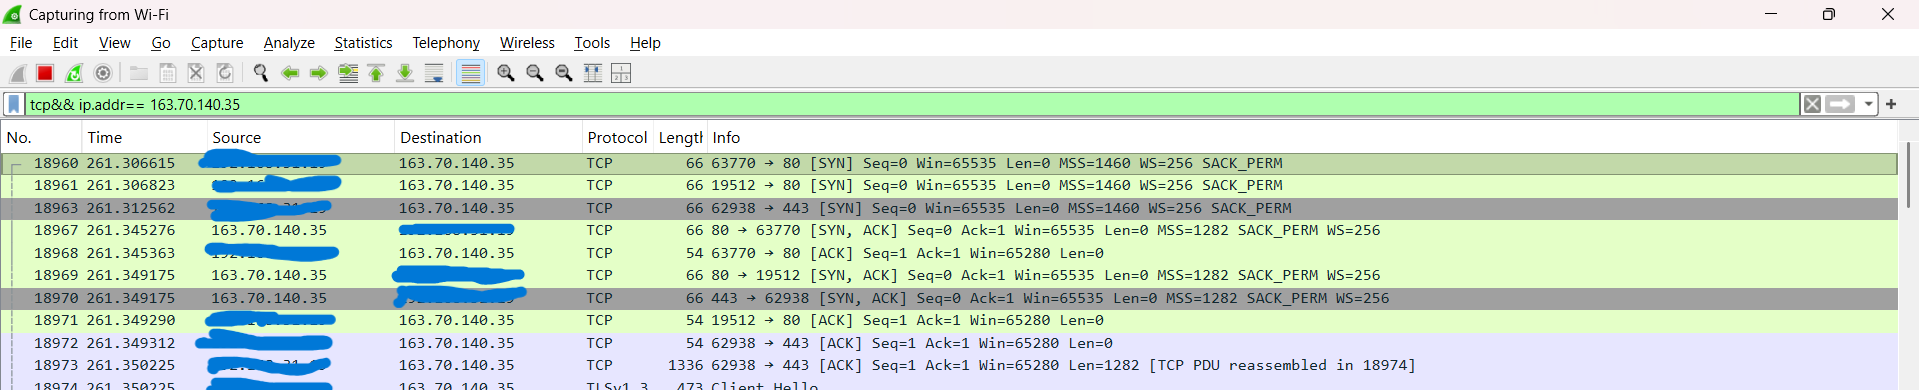 Capturing from Wi-Fi
File Edit View Go Capture Analyze Statistics Telephony Wireless Tools Help
tcp&& ip.addr== 163.70.140.35
No. Time Source Destination Protocol Length Info
18960 261.306615 163.70.140.35 TCP 66 63770 → 80 [SYN] Seq=0 Win=65535 Len=0 MSS=1460 WS=256 SACK_PERM
18961 261.306823 163.70.140.35 TCP 66 19512 → 80 [SYN] Seq=0 Win=65535 Len=0 MSS=1460 WS=256 SACK_PERM
18963 261.312562 163.70.140.35 TCP 66 62938 → 443 [SYN] Seq=0 Win=65535 Len=0 MSS=1460 WS=256 SACK_PERM
18967 261.345276 163.70.140.35 TCP 66 80 → 63770 [SYN, ACK] Seq=0 Ack=1 Win=65535 Len=0 MSS=1282 SACK_PERM WS=256
18968 261.345363 163.70.140.35 TCP 54 63770 → 80 [ACK] Seq=1 Ack=1 Win=65280 Len=0
18969 261.349175 163.70.140.35 TCP 66 80 → 19512 [SYN, ACK] Seq=0 Ack=1 Win=65535 Len=0 MSS=1282 SACK_PERM WS=256
18970 261.349175 163.70.140.35 TCP 66 443 → 62938 [SYN, ACK] Seq=0 Ack=1 Win=65535 Len=0 MSS=1282 SACK_PERM WS=256
18971 261.349290 163.70.140.35 TCP 54 19512 → 80 [ACK] Seq=1 Ack=1 Win=65280 Len=0
18972 261.349312 163.70.140.35 TCP 54 62938 → 443 [ACK] Seq=1 Ack=1 Win=65280 Len=0
18973 261.350225 163.70.140.35 TCP 1336 62938 → 443 [ACK] Seq=1 Ack=1 Win=65280 Len=1282 [TCP PDU reassembled in 18974]
18974 261.350225 163.70.140.35 TLSv1.3 473 Client Hello